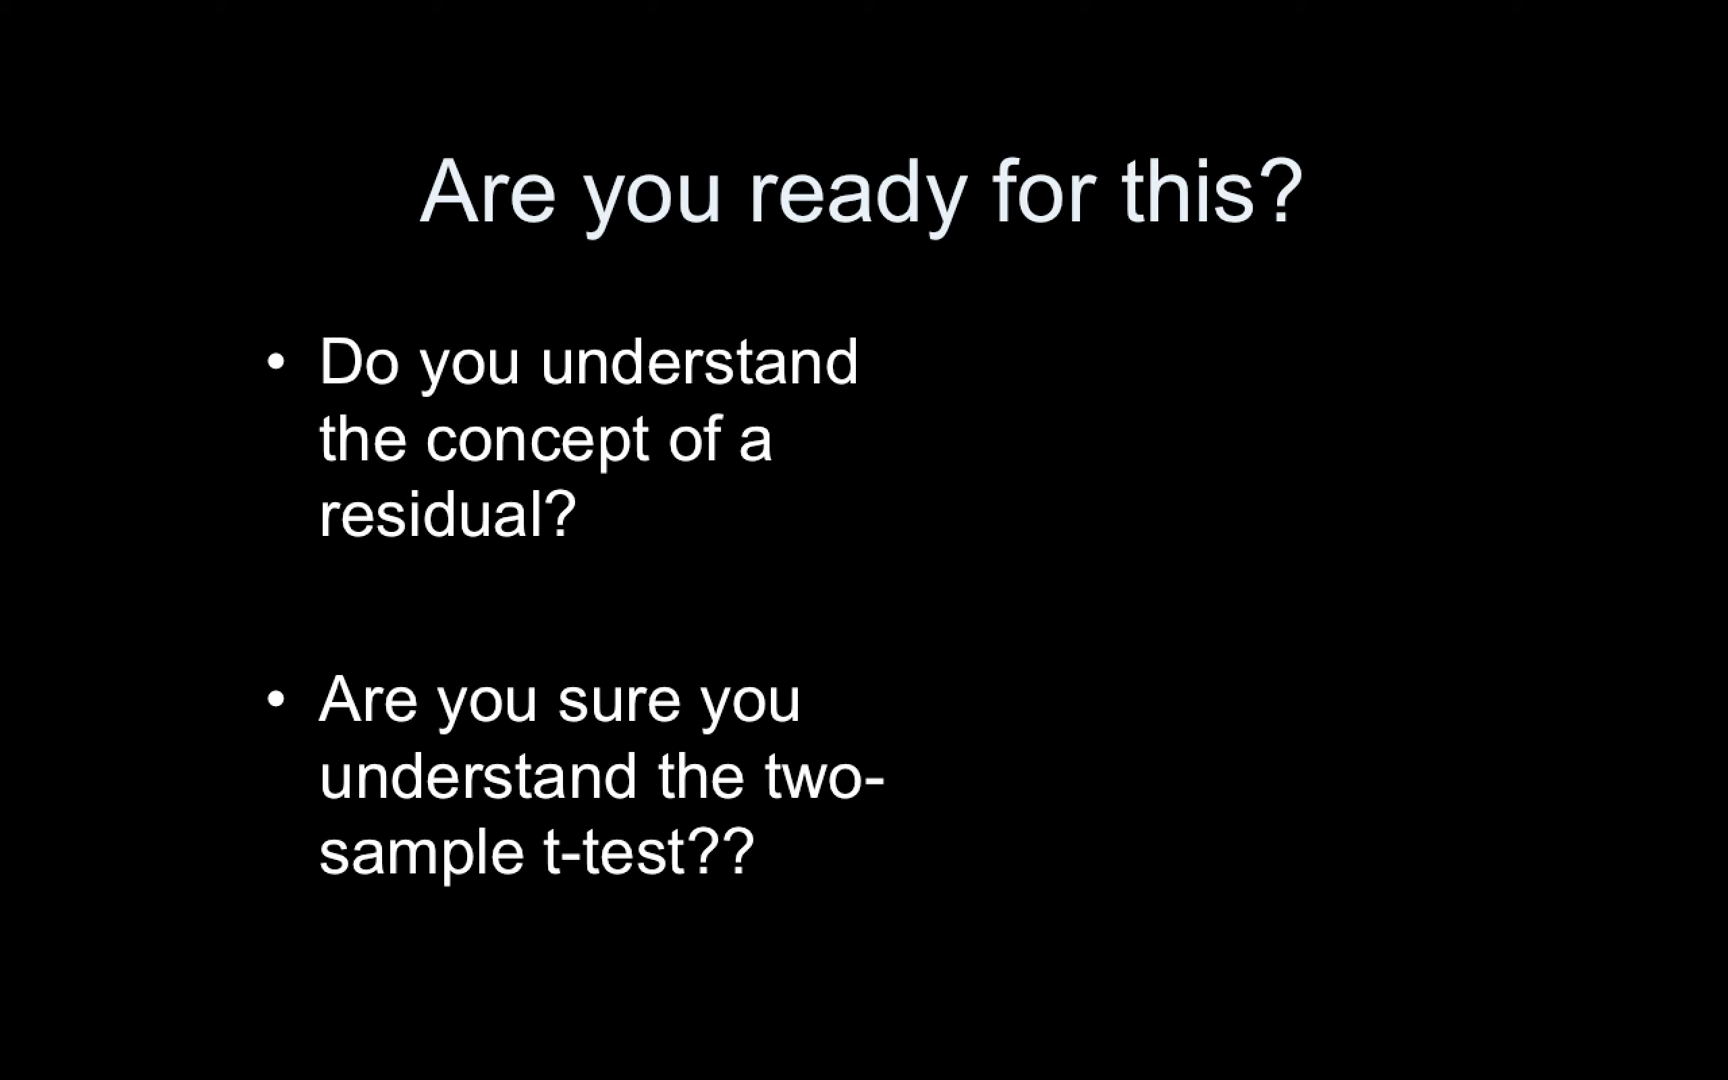 Are you ready for this?
• Do you understand
the concept of a
residual?
• Are you sure you
understand the two-
sample t-test??